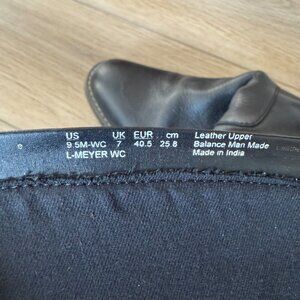 US UK EUR cm Leather Upper
9.5M-WC 7 40.5 25.8 Balance Man Made
L-MEYER WC Made in India